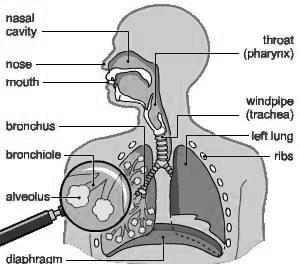 nasal
cavity
nose
mouth
bronchus
bronchiole
alveolus
diaphragm
throat
(pharynx)
windpipe
(trachea)
left lung
ribs